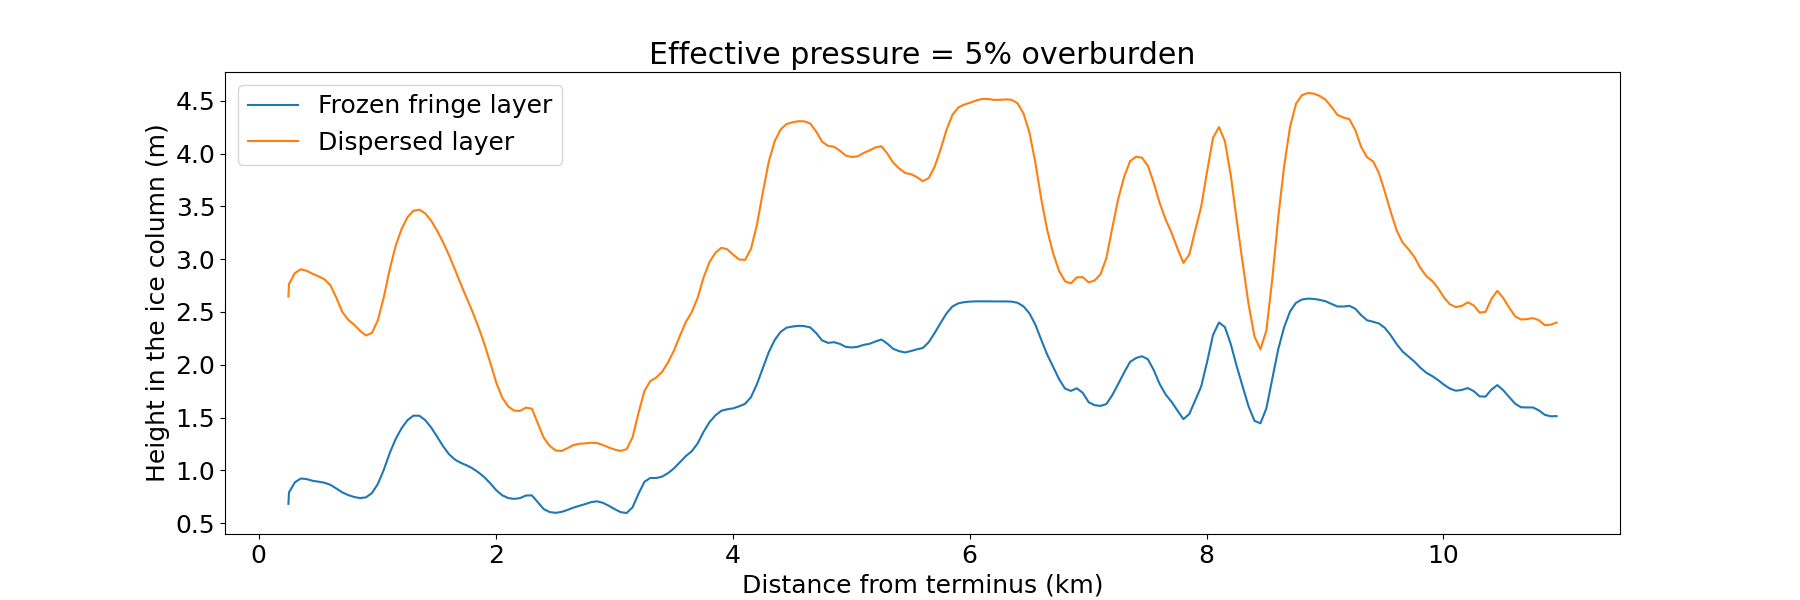 Effective pressure = 5% overburden
Frozen fringe layer
Dispersed layer
Height in the ice column (m)
4.5
4.0
3.5
3.0
2.5
2.0
1.5
1.0
0.5
0 2 4 6 8 10
Distance from terminus (km)